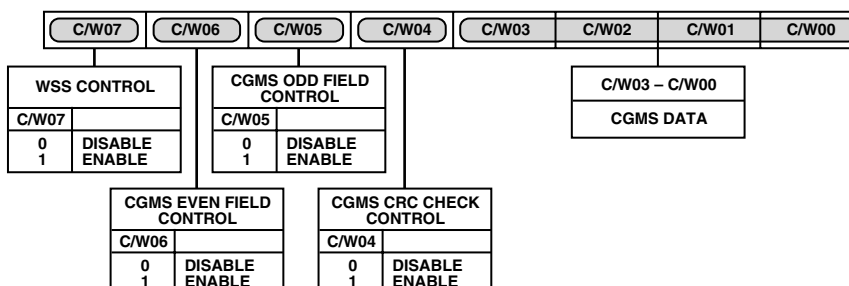 C/W07 C/W06 C/W05 C/W04 C/W03 C/W02 C/W01 C/W00
WSS CONTROL
C/W07
0 DISABLE
1 ENABLE
CGMS ODD FIELD
CONTROL
C/W05
0 DISABLE
1 ENABLE
C/W03 – C/W00
CGMS DATA
CGMS EVEN FIELD
CONTROL
C/W06
0 DISABLE
1 ENABLE
CGMS CRC CHECK
CONTROL
C/W04
0 DISABLE
1 ENABLE